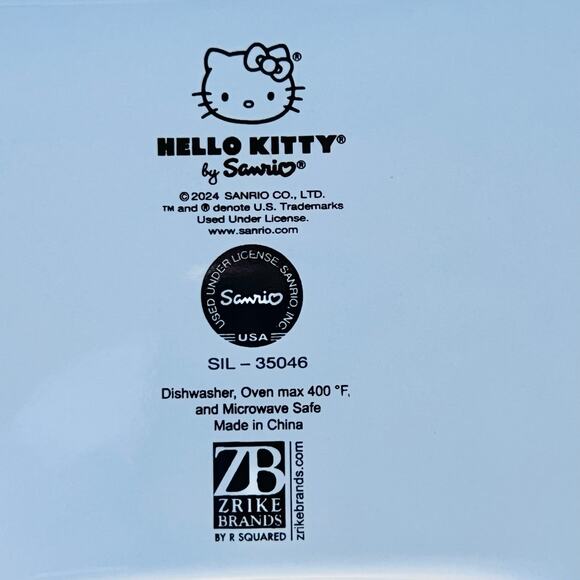 ®
HELLO KITTY®
by Sanrio®
© 2024 SANRIO CO., LTD.
TM and ® denote U.S. Trademarks
Used Under License.
www.sanrio.com
USED UNDER LICENSE, SANRIO, INC.
Sanrio
USA
SIL – 35046
Dishwasher, Oven max 400 °F,
and Microwave Safe
Made in China
ZB
ZRIKE
BRANDS
BY R SQUARED
zrikebrands.com